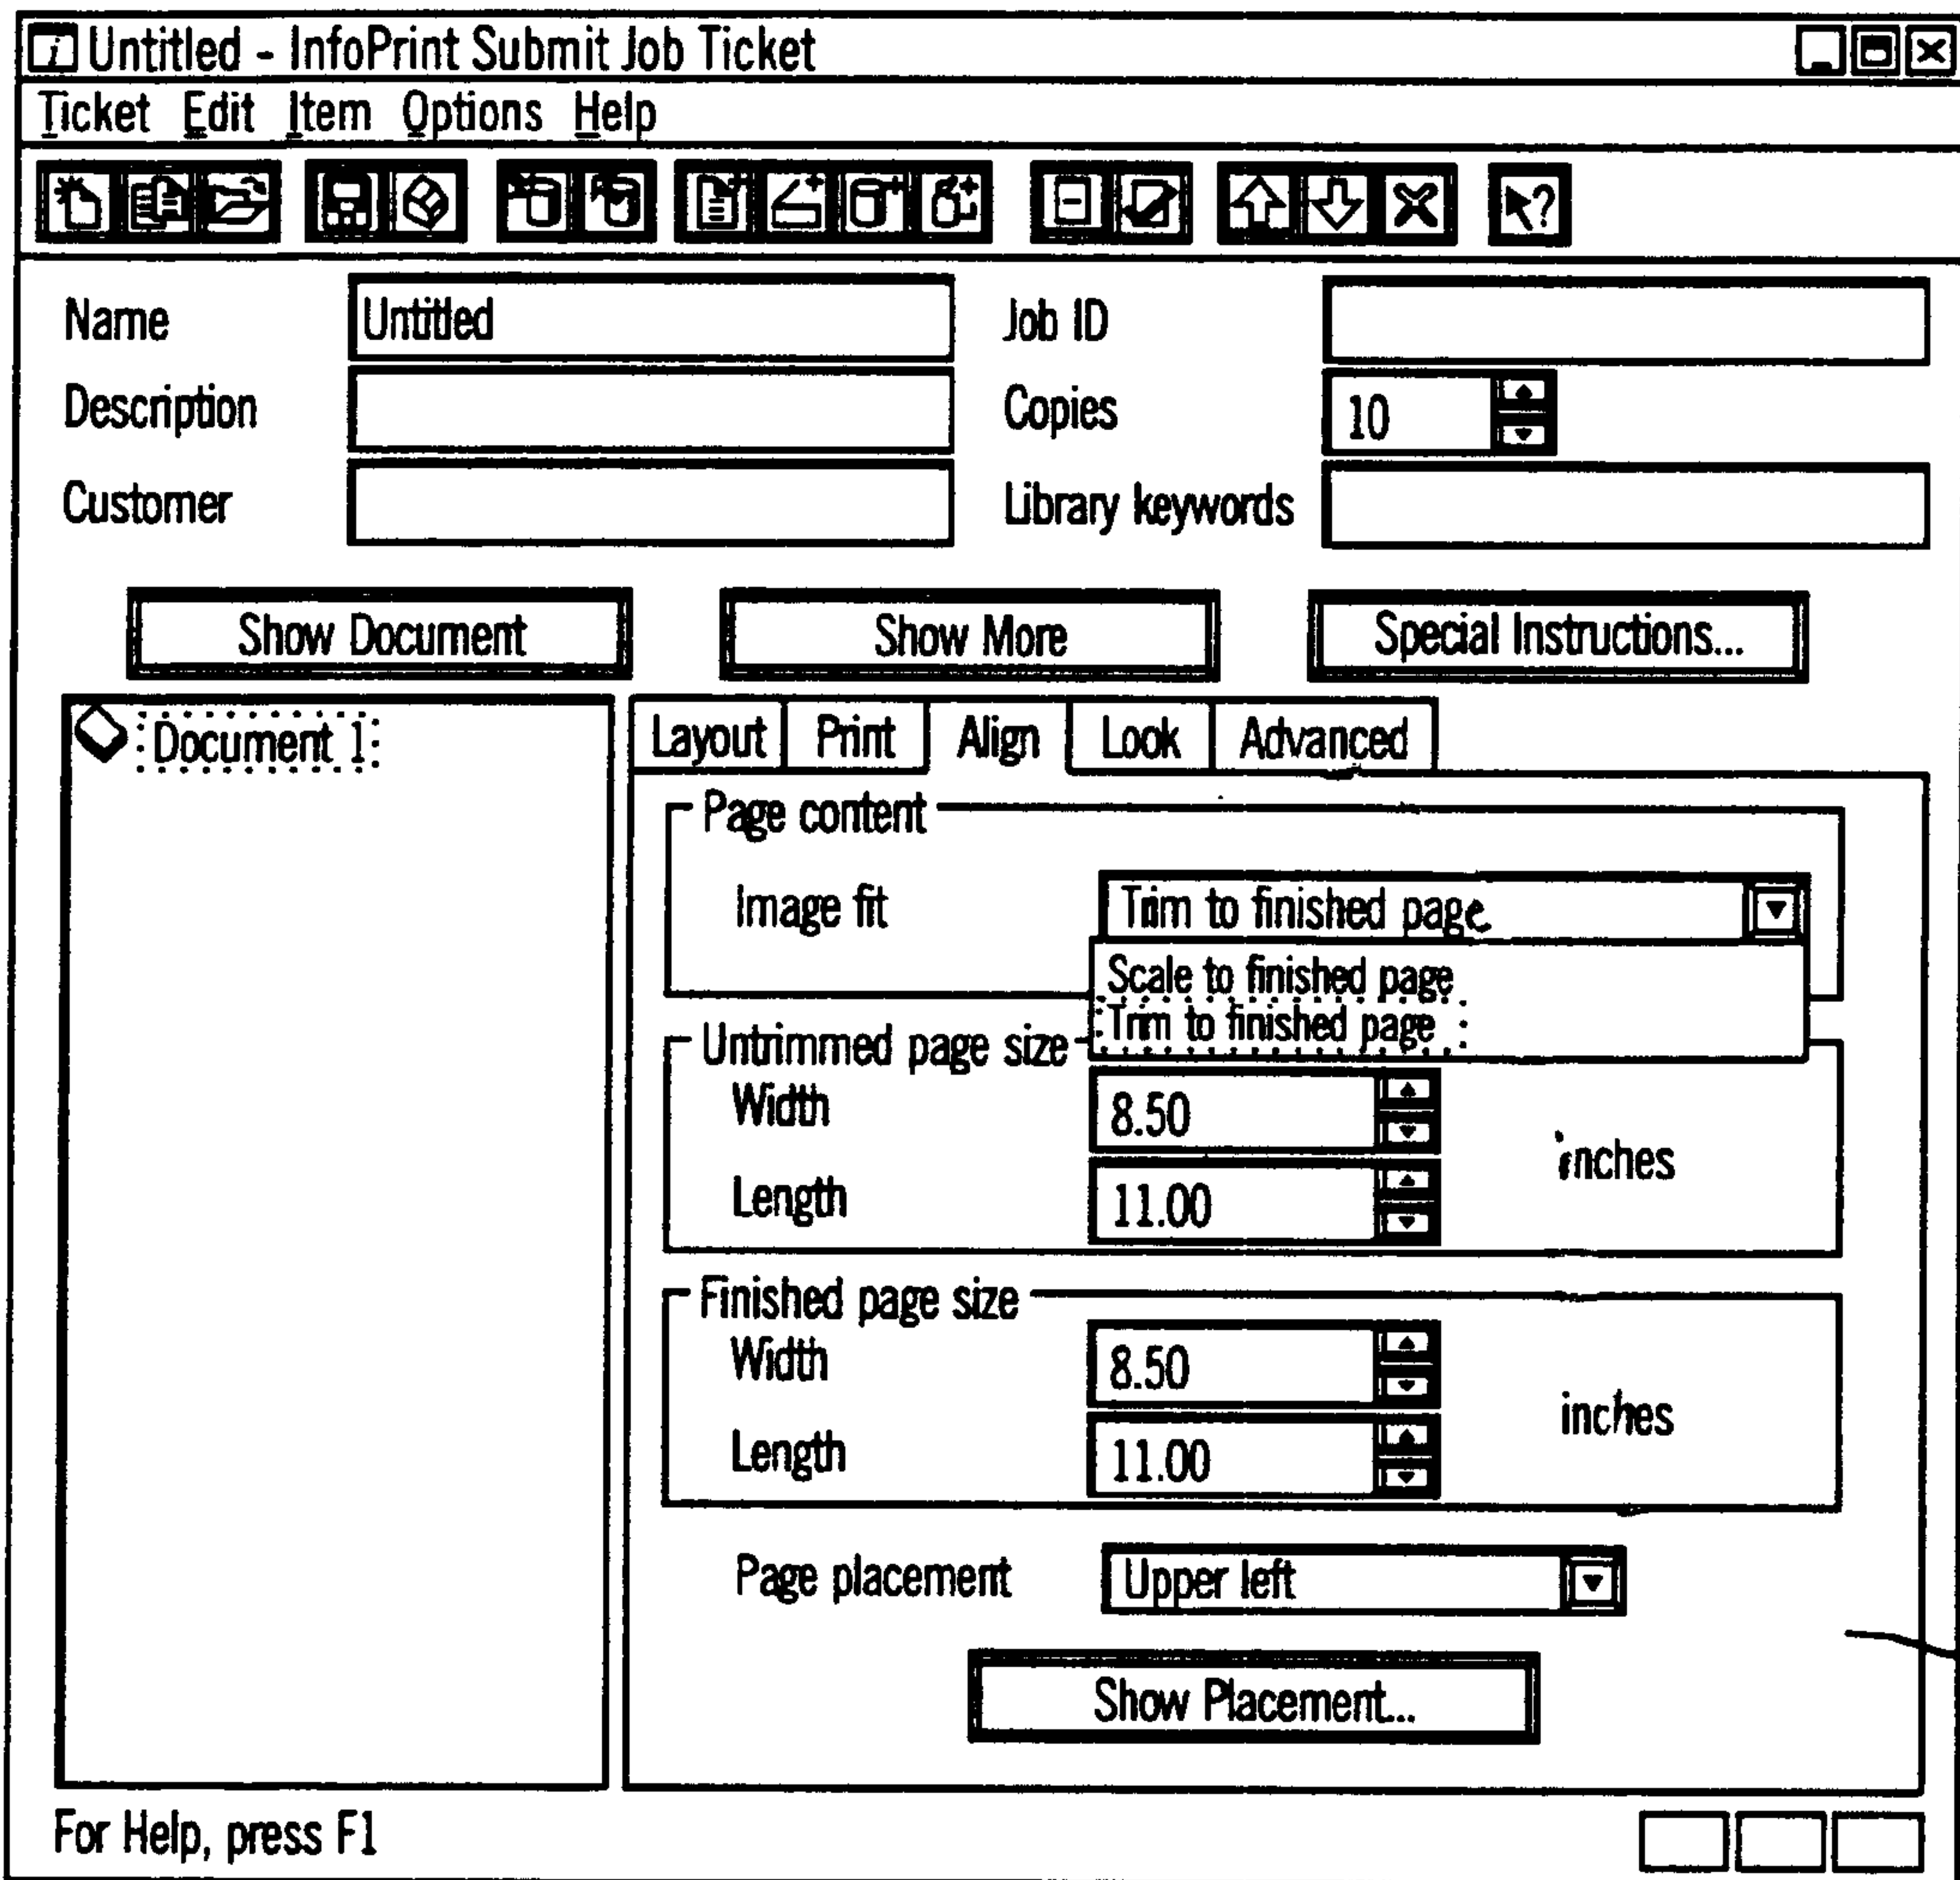 Untitled - InfoPrint Submit Job Ticket
Ticket Edit Item Options Help
Name Untitled Job ID
Description Copies 10
Customer Library keywords
Show Document Show More Special Instructions...
Document 1
Layout Print Align Look Advanced
Page content
Image fit Trim to finished page
Scale to finished page
Trim to finished page
Untrimmed page size
Width 8.50
inches
Length 11.00
Finished page size
Width 8.50
inches
Length 11.00
Page placement Upper left
Show Placement...
For Help, press F1